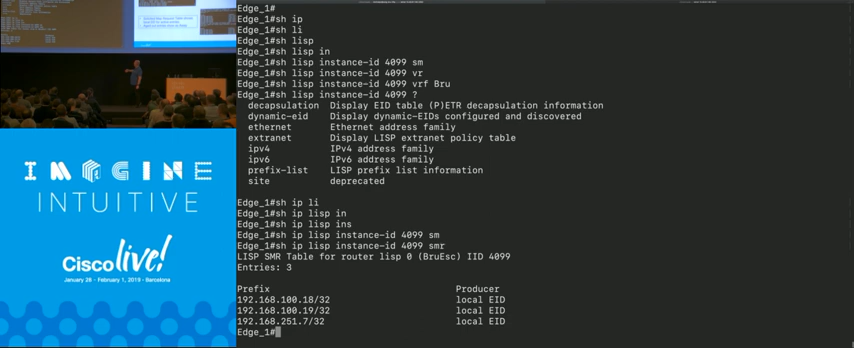 IMAGINE
INTUITIVE
Cisco live!
January 28 - February 1, 2019 - Barcelona
Edge_1#
Edge_1#sh ip
Edge_1#sh li
Edge_1#sh lisp
Edge_1#sh lisp in
Edge_1#sh lisp instance-id 4099 sm
Edge_1#sh lisp instance-id 4099 vr
Edge_1#sh lisp instance-id 4099 vrf Bru
Edge_1#sh lisp instance-id 4099 ?
decapsulation Display EID table (P)ETR decapsulation information
dynamic-eid Display dynamic-EIDs configured and discovered
ethernet Ethernet address family
extranet Display LISP extranet policy table
ipv4 IPv4 address family
ipv6 IPv6 address family
prefix-list LISP prefix list information
site deprecated
Edge_1#sh ip li
Edge_1#sh ip lisp in
Edge_1#sh ip lisp ins
Edge_1#sh ip lisp instance-id 4099 sm
Edge_1#sh ip lisp instance-id 4099 smr
LISP SMR Table for router lisp 0 (BruEsc) IID 4099
Entries: 3
Prefix Producer
192.168.100.18/32 local EID
192.168.100.19/32 local EID
192.168.251.7/32 local EID
Edge_1#